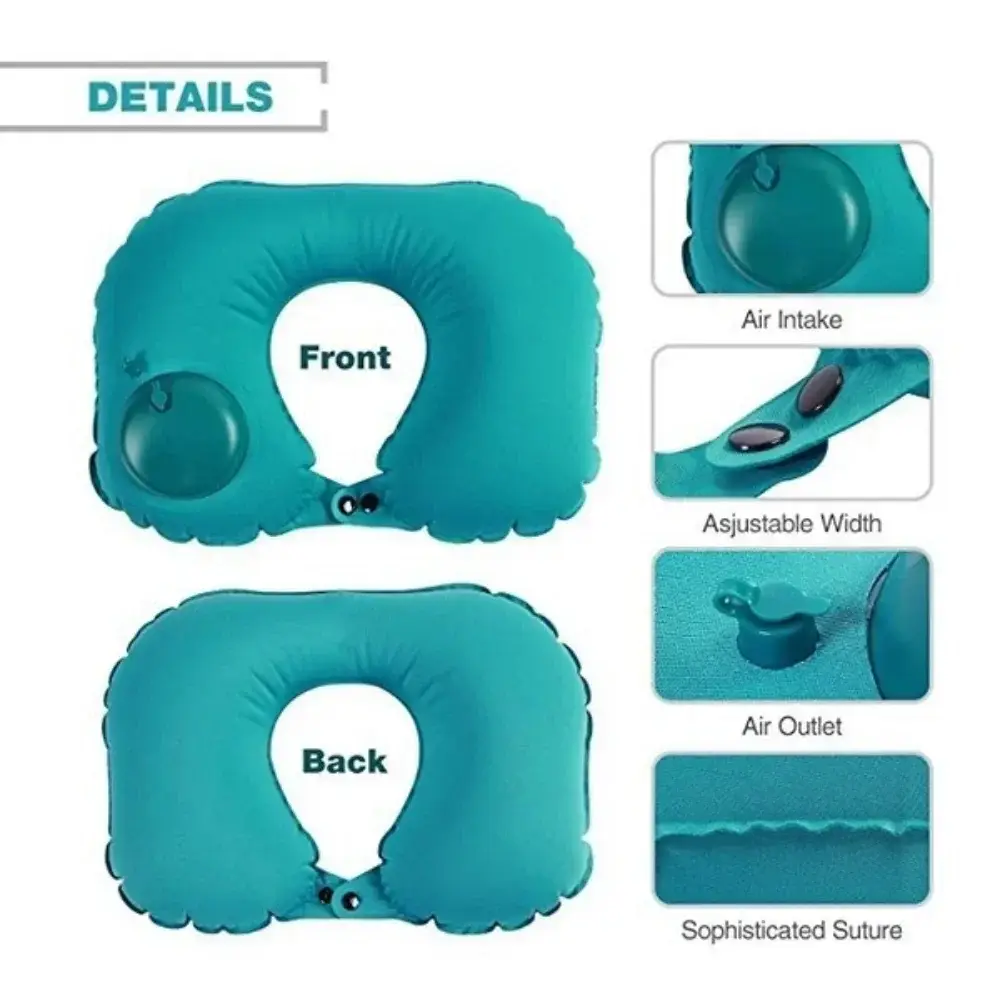 DETAILS
Front
Back
Air Intake
Asjustable Width
Air Outlet
Sophisticated Suture